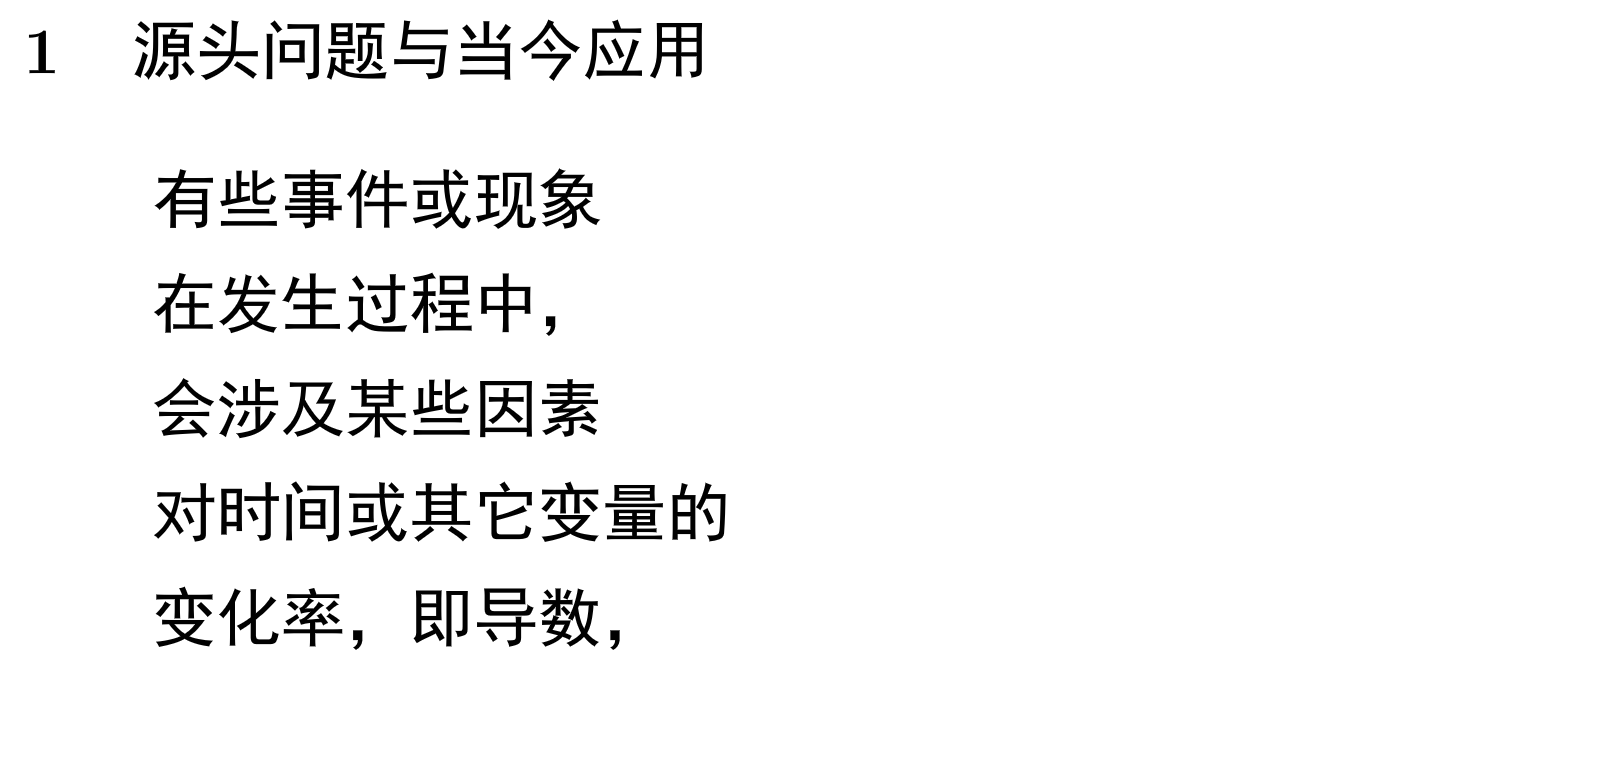 1 源头问题与当今应用
有些事件或现象
在发生过程中，
会涉及某些因素
对时间或其它变量的
变化率，即导数，